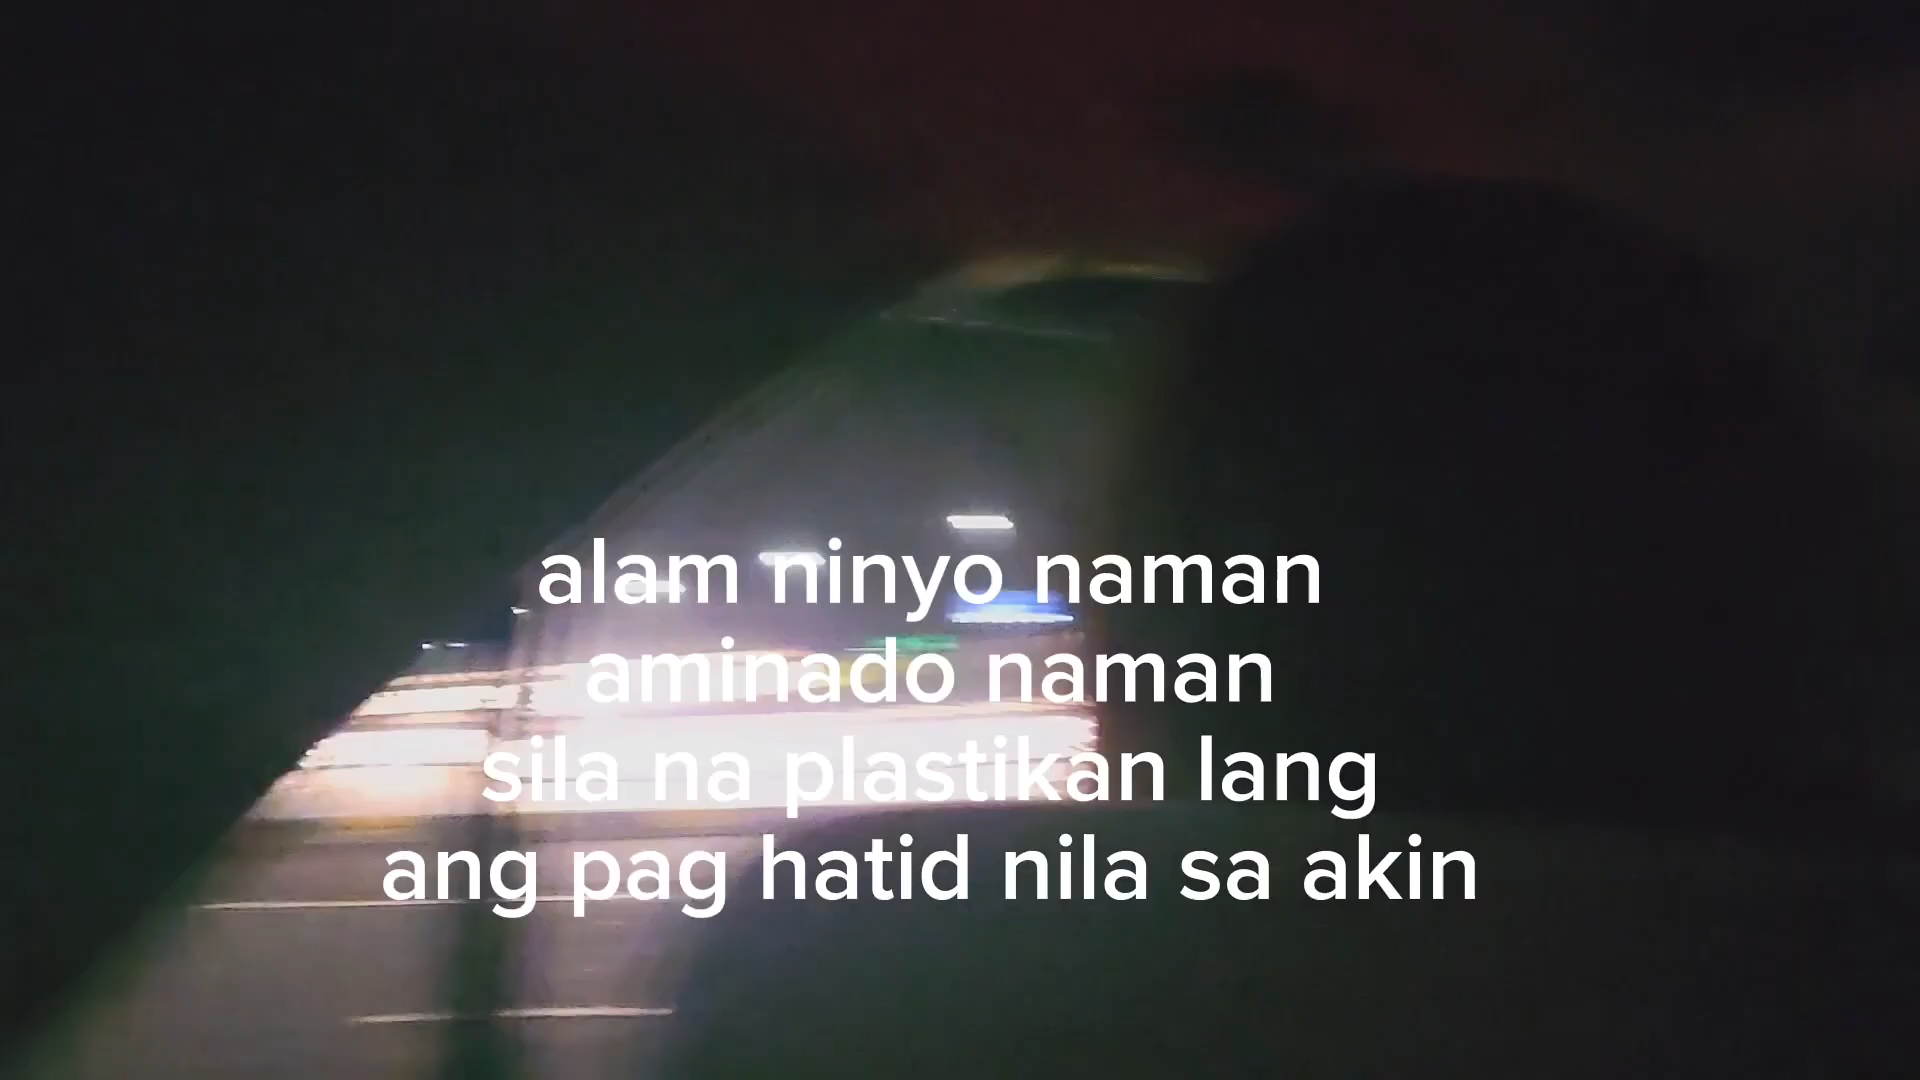 alam ninyo naman
aminado naman
sila na plastikan lang
ang pag hatid nila sa akin